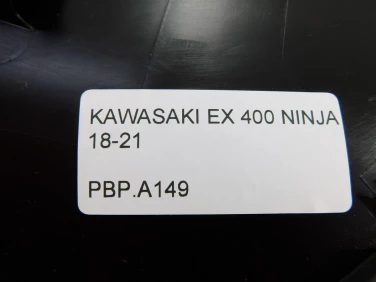 KAWASAKI EX 400 NINJA
18-21
PBP.A149